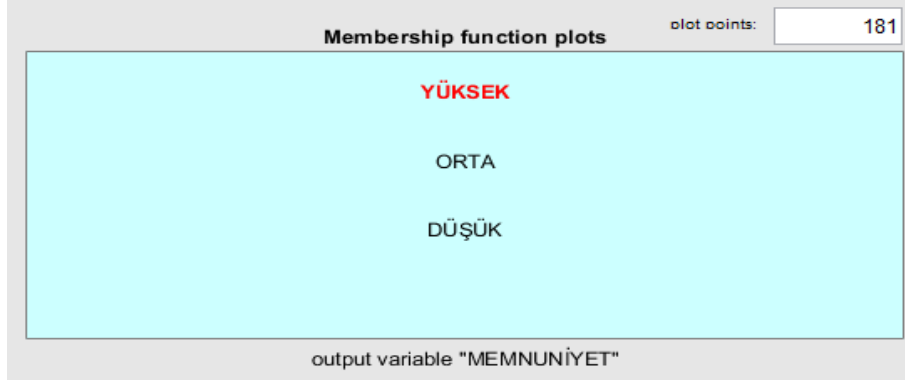 Membership function plots
plot points: 181
YÜKSEK
ORTA
DÜŞÜK
output variable "MEMNUNİYET"